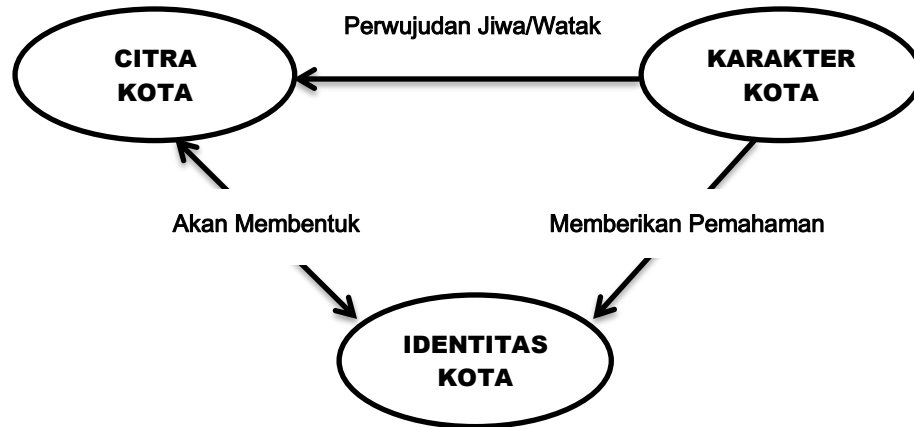 Perwujudan Jiwa/Watak
CITRA
KOTA
KARAKTER
KOTA
Akan Membentuk
Memberikan Pemahaman
IDENTITAS
KOTA